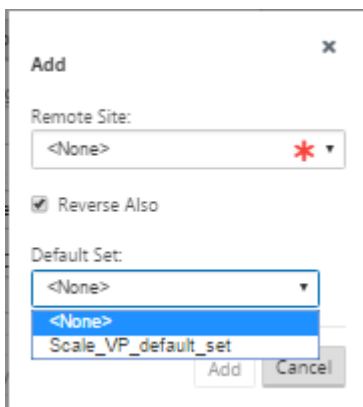 Add
Remote Site:
<None>
Reverse Also
Default Set:
<None>
<None>
Scale_VP_default_set
Add Cancel